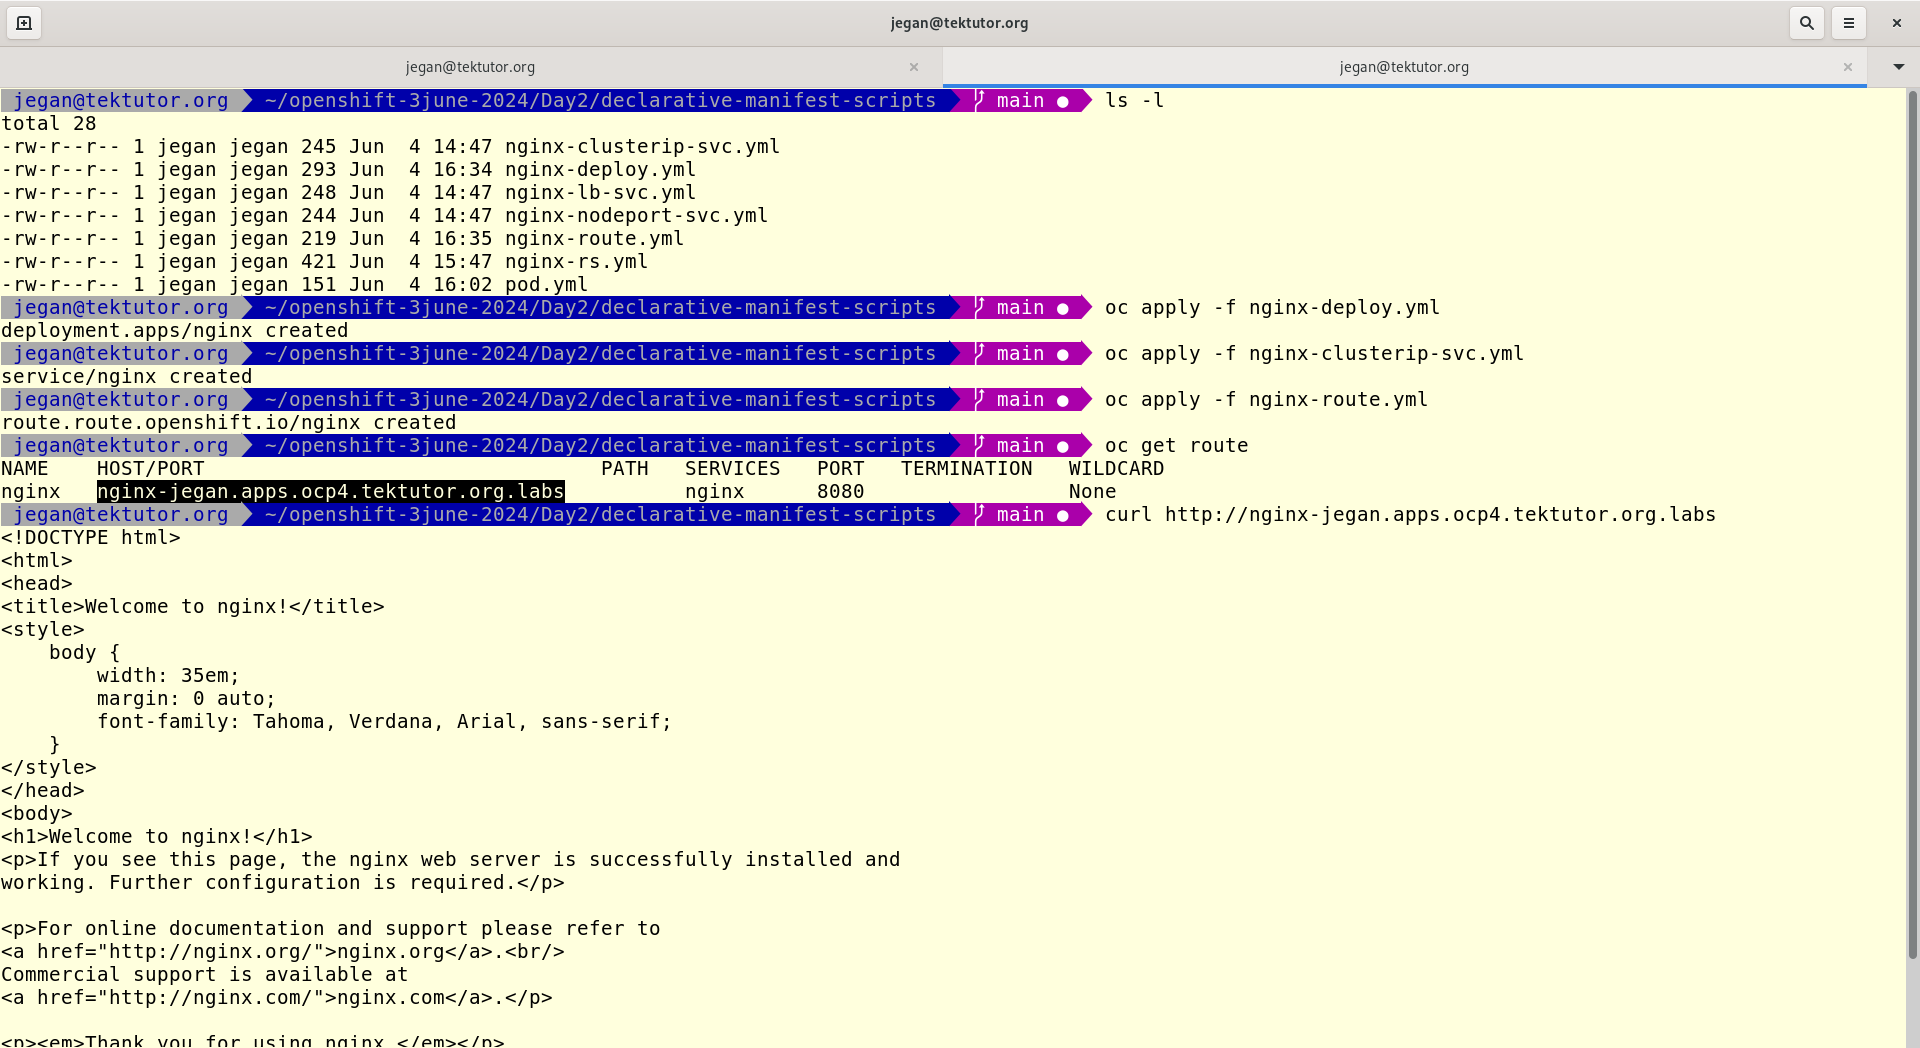 jegan@tektutor.org
jegan@tektutor.org
jegan@tektutor.org
jegan@tektutor.org ~/openshift-3june-2024/Day2/declarative-manifest-scripts main ● ls -l
total 28
-rw-r--r-- 1 jegan jegan 245 Jun  4 14:47 nginx-clusterip-svc.yml
-rw-r--r-- 1 jegan jegan 293 Jun  4 16:34 nginx-deploy.yml
-rw-r--r-- 1 jegan jegan 248 Jun  4 14:47 nginx-lb-svc.yml
-rw-r--r-- 1 jegan jegan 244 Jun  4 14:47 nginx-nodeport-svc.yml
-rw-r--r-- 1 jegan jegan 219 Jun  4 16:35 nginx-route.yml
-rw-r--r-- 1 jegan jegan 421 Jun  4 15:47 nginx-rs.yml
-rw-r--r-- 1 jegan jegan 151 Jun  4 16:02 pod.yml
jegan@tektutor.org ~/openshift-3june-2024/Day2/declarative-manifest-scripts main ● oc apply -f nginx-deploy.yml
deployment.apps/nginx created
jegan@tektutor.org ~/openshift-3june-2024/Day2/declarative-manifest-scripts main ● oc apply -f nginx-clusterip-svc.yml
service/nginx created
jegan@tektutor.org ~/openshift-3june-2024/Day2/declarative-manifest-scripts main ● oc apply -f nginx-route.yml
route.route.openshift.io/nginx created
jegan@tektutor.org ~/openshift-3june-2024/Day2/declarative-manifest-scripts main ● oc get route
NAME    HOST/PORT                                 PATH   SERVICES   PORT   TERMINATION   WILDCARD
nginx   nginx-jegan.apps.ocp4.tektutor.org.labs          nginx      8080                 None
jegan@tektutor.org ~/openshift-3june-2024/Day2/declarative-manifest-scripts main ● curl http://nginx-jegan.apps.ocp4.tektutor.org.labs
<!DOCTYPE html>
<html>
<head>
<title>Welcome to nginx!</title>
<style>
    body {
        width: 35em;
        margin: 0 auto;
        font-family: Tahoma, Verdana, Arial, sans-serif;
    }
</style>
</head>
<body>
<h1>Welcome to nginx!</h1>
<p>If you see this page, the nginx web server is successfully installed and
working. Further configuration is required.</p>

<p>For online documentation and support please refer to
<a href="http://nginx.org/">nginx.org</a>.<br/>
Commercial support is available at
<a href="http://nginx.com/">nginx.com</a>.</p>

<p><em>Thank you for using nginx.</em></p>